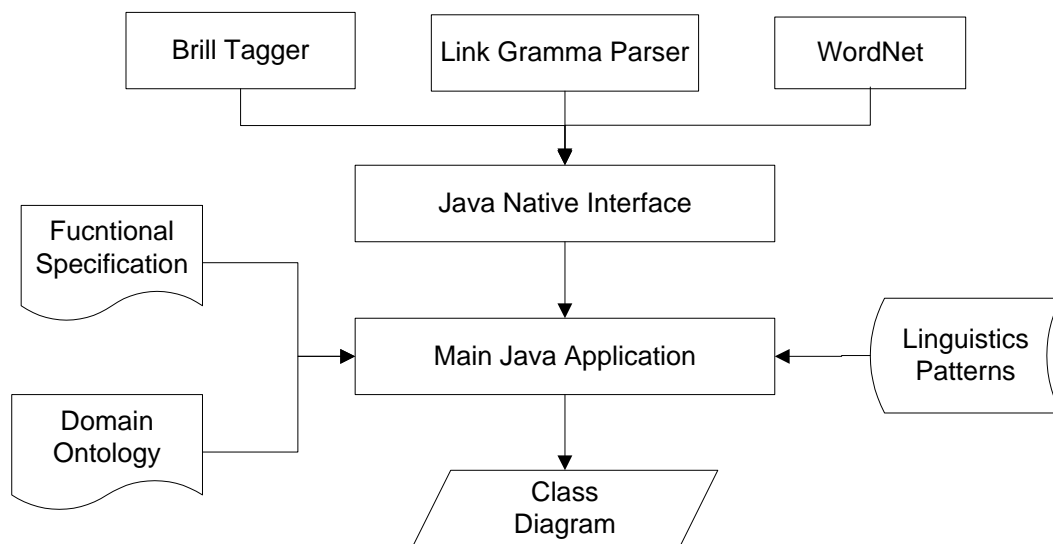 Brill Tagger
Link Gramma Parser
WordNet
Java Native Interface
Fucntional
Specification
Main Java Application
Linguistics
Patterns
Domain
Ontology
Class
Diagram